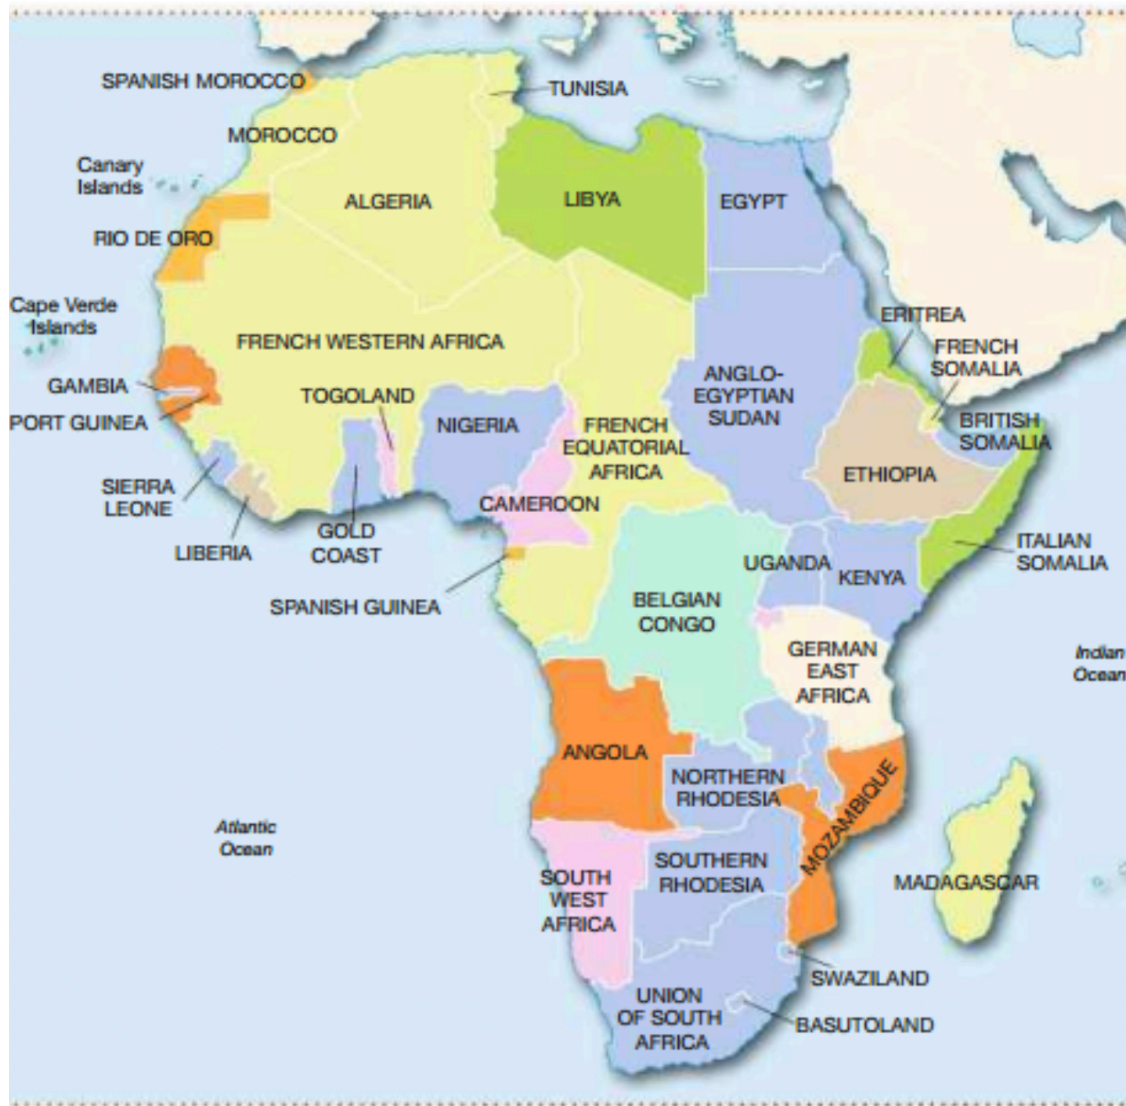 SPANISH MOROCCO
TUNISIA
MOROCCO
Canary
Islands
ALGERIA
LIBYA
EGYPT
RIO DE ORO
Cape Verde
Islands
ERITREA
FRENCH WESTERN AFRICA
FRENCH
SOMALIA
GAMBIA
TOGOLAND
ANGLO-
EGYPTIAN
SUDAN
PORT GUINEA
NIGERIA
FRENCH
EQUATORIAL
AFRICA
BRITISH
SOMALIA
ETHIOPIA
SIERRA
LEONE
CAMEROON
LIBERIA
GOLD
COAST
ITALIAN
SOMALIA
UGANDA
KENYA
SPANISH GUINEA
BELGIAN
CONGO
GERMAN
EAST
AFRICA
Indian
Ocean
ANGOLA
NORTHERN
RHODESIA
MOZAMBIQUE
Atlantic
Ocean
SOUTHERN
RHODESIA
MADAGASCAR
SOUTH
WEST
AFRICA
SWAZILAND
UNION
OF SOUTH
AFRICA
BASUTOLAND